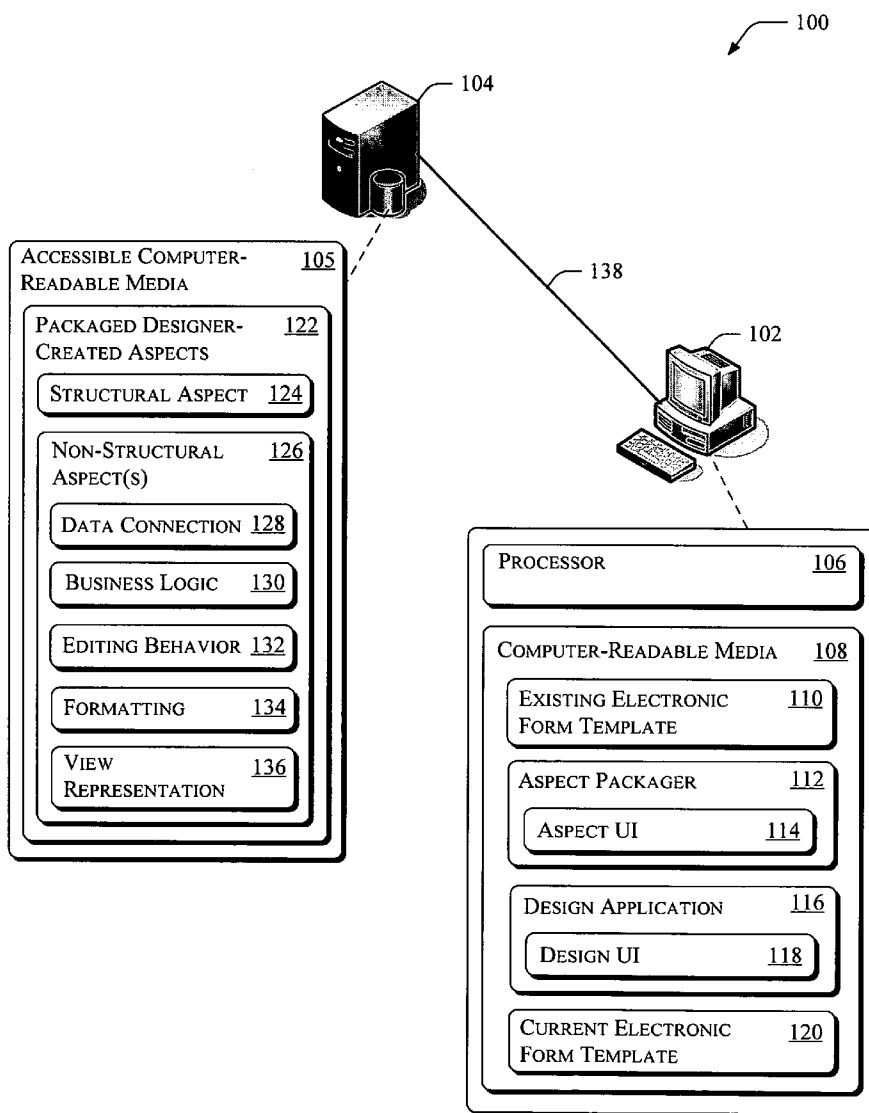 100
104
ACCESSIBLE COMPUTER- 105
READABLE MEDIA
PACKAGED DESIGNER- 122
CREATED ASPECTS
STRUCTURAL ASPECT 124
NON-STRUCTURAL 126
ASPECT(S)
DATA CONNECTION 128
BUSINESS LOGIC 130
EDITING BEHAVIOR 132
FORMATTING 134
VIEW 136
REPRESENTATION
138
102
PROCESSOR 106
COMPUTER-READABLE MEDIA 108
EXISTING ELECTRONIC 110
FORM TEMPLATE
ASPECT PACKAGER 112
ASPECT UI 114
DESIGN APPLICATION 116
DESIGN UI 118
CURRENT ELECTRONIC 120
FORM TEMPLATE